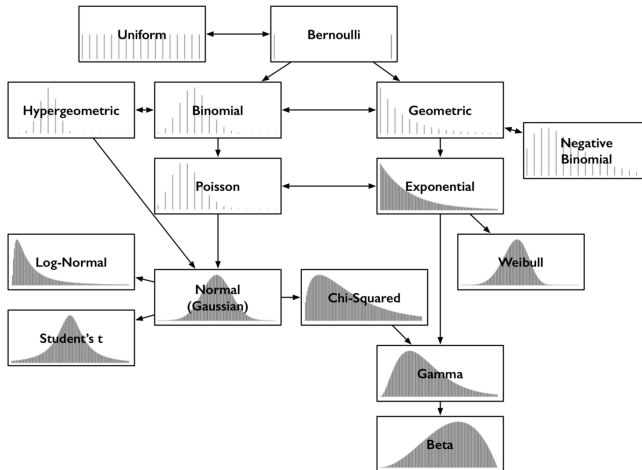 Uniform
Bernoulli
Hypergeometric
Binomial
Geometric
Negative
Binomial
Poisson
Exponential
Log-Normal
Weibull
Normal
(Gaussian)
Chi-Squared
Student's t
Gamma
Beta